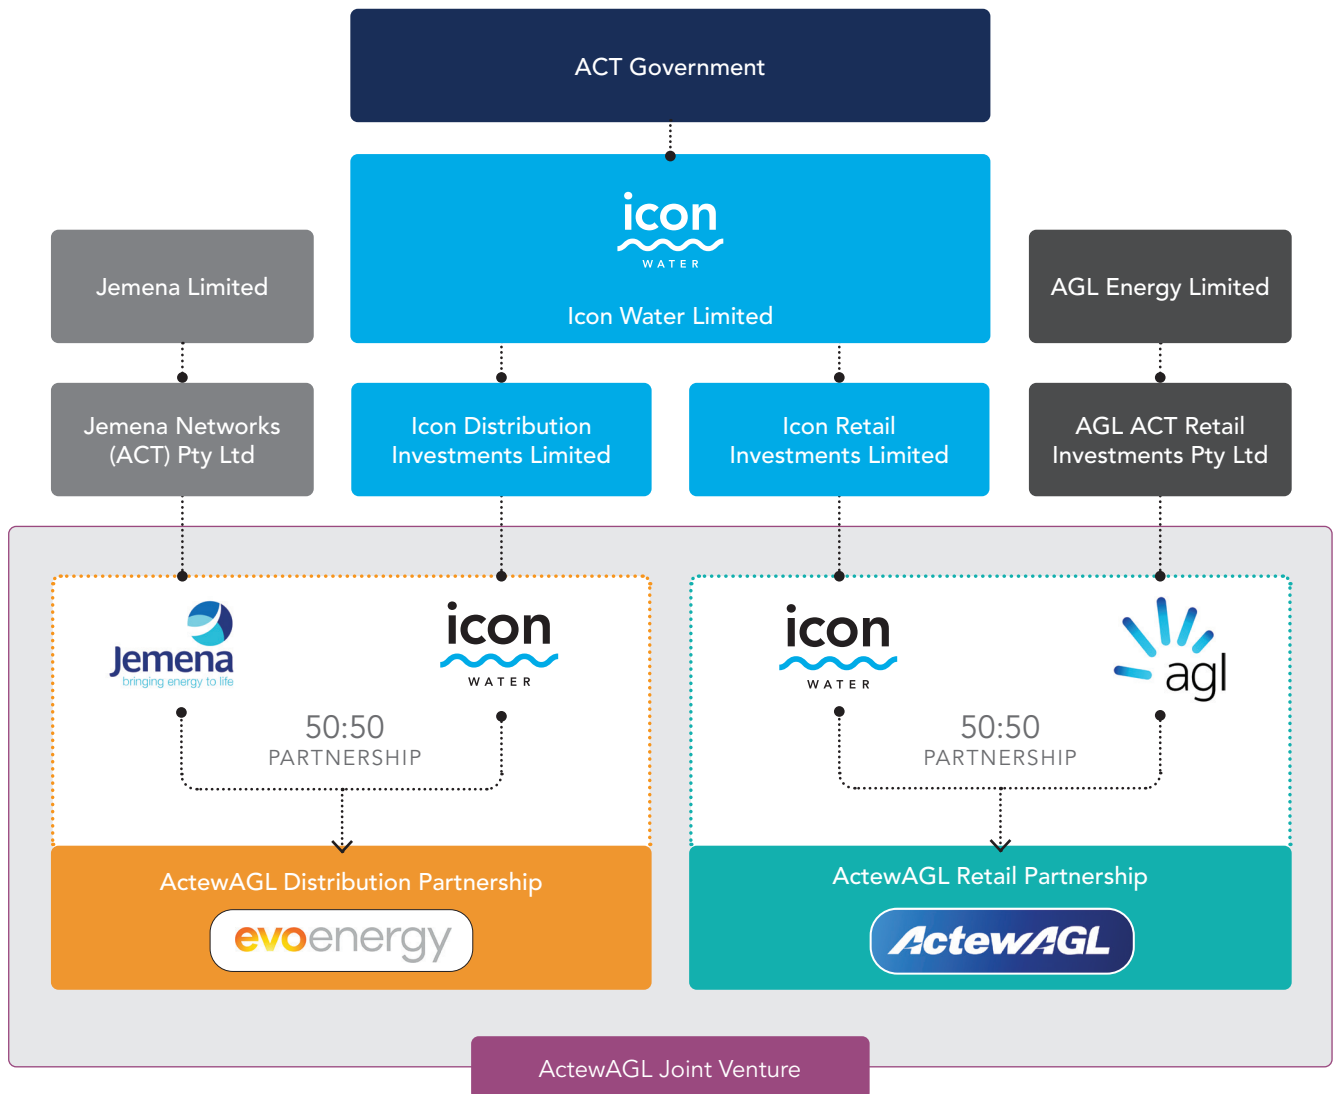 ACT Government
icon
WATER
Icon Water Limited
Jemena Limited
AGL Energy Limited
Jemena Networks
(ACT) Pty Ltd
Icon Distribution
Investments Limited
Icon Retail
Investments Limited
AGL ACT Retail
Investments Pty Ltd
Jemena
bringing energy to life
icon
WATER
50:50
PARTNERSHIP
icon
WATER
agl
50:50
PARTNERSHIP
ActewAGL Distribution Partnership
evoenergy
ActewAGL Retail Partnership
ActewAGL
ActewAGL Joint Venture